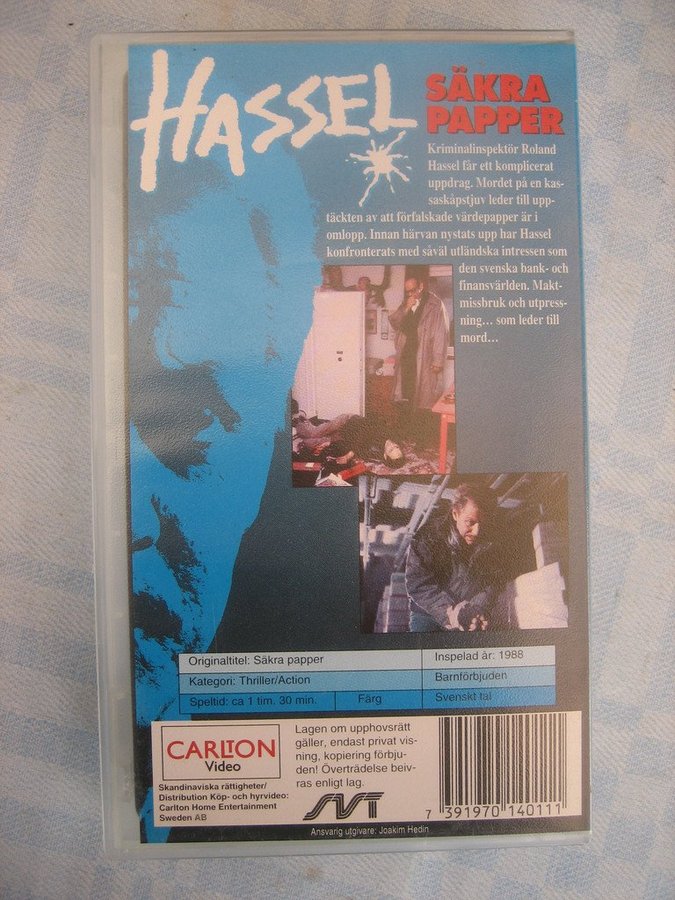 HASSEL
SÄKRA
PAPPER
Kriminalinspektör Roland
Hassel får ett komplicerat
uppdrag. Mordet på en kas-
saskåpstjuv leder till upp-
täckten av att förfalskade värdepapper är i
omlopp. Innan härvan nystats upp har Hassel
konfronterats med såväl utländska intressen som
den svenska bank- och
finansvärlden. Makt-
missbruk och utpress-
ning... som leder till
mord...
Originaltitel: Säkra papper
Inspelad år: 1988
Kategori: Thriller/Action
Barnförbjuden
Speltid: ca 1 tim. 30 min.
Färg
Svenskt tal
CARLTON
Video
Skandinaviska rättigheter/
Distribution Köp- och hyrvideo:
Carlton Home Entertainment
Sweden AB
Lagen om upphovsrätt
gäller, endast privat vis-
ning, kopiering förbju-
den! Överträdelse beiv-
ras enligt lag.
SVT
Ansvarig utgivare: Joakim Hedin
7 391970 140111